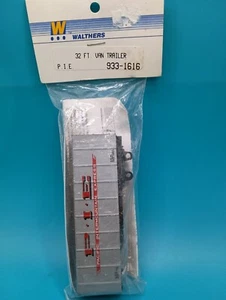 W
WALTHERS
32 FT. VAN TRAILER
P.I.E. 933-1616
P·I·E